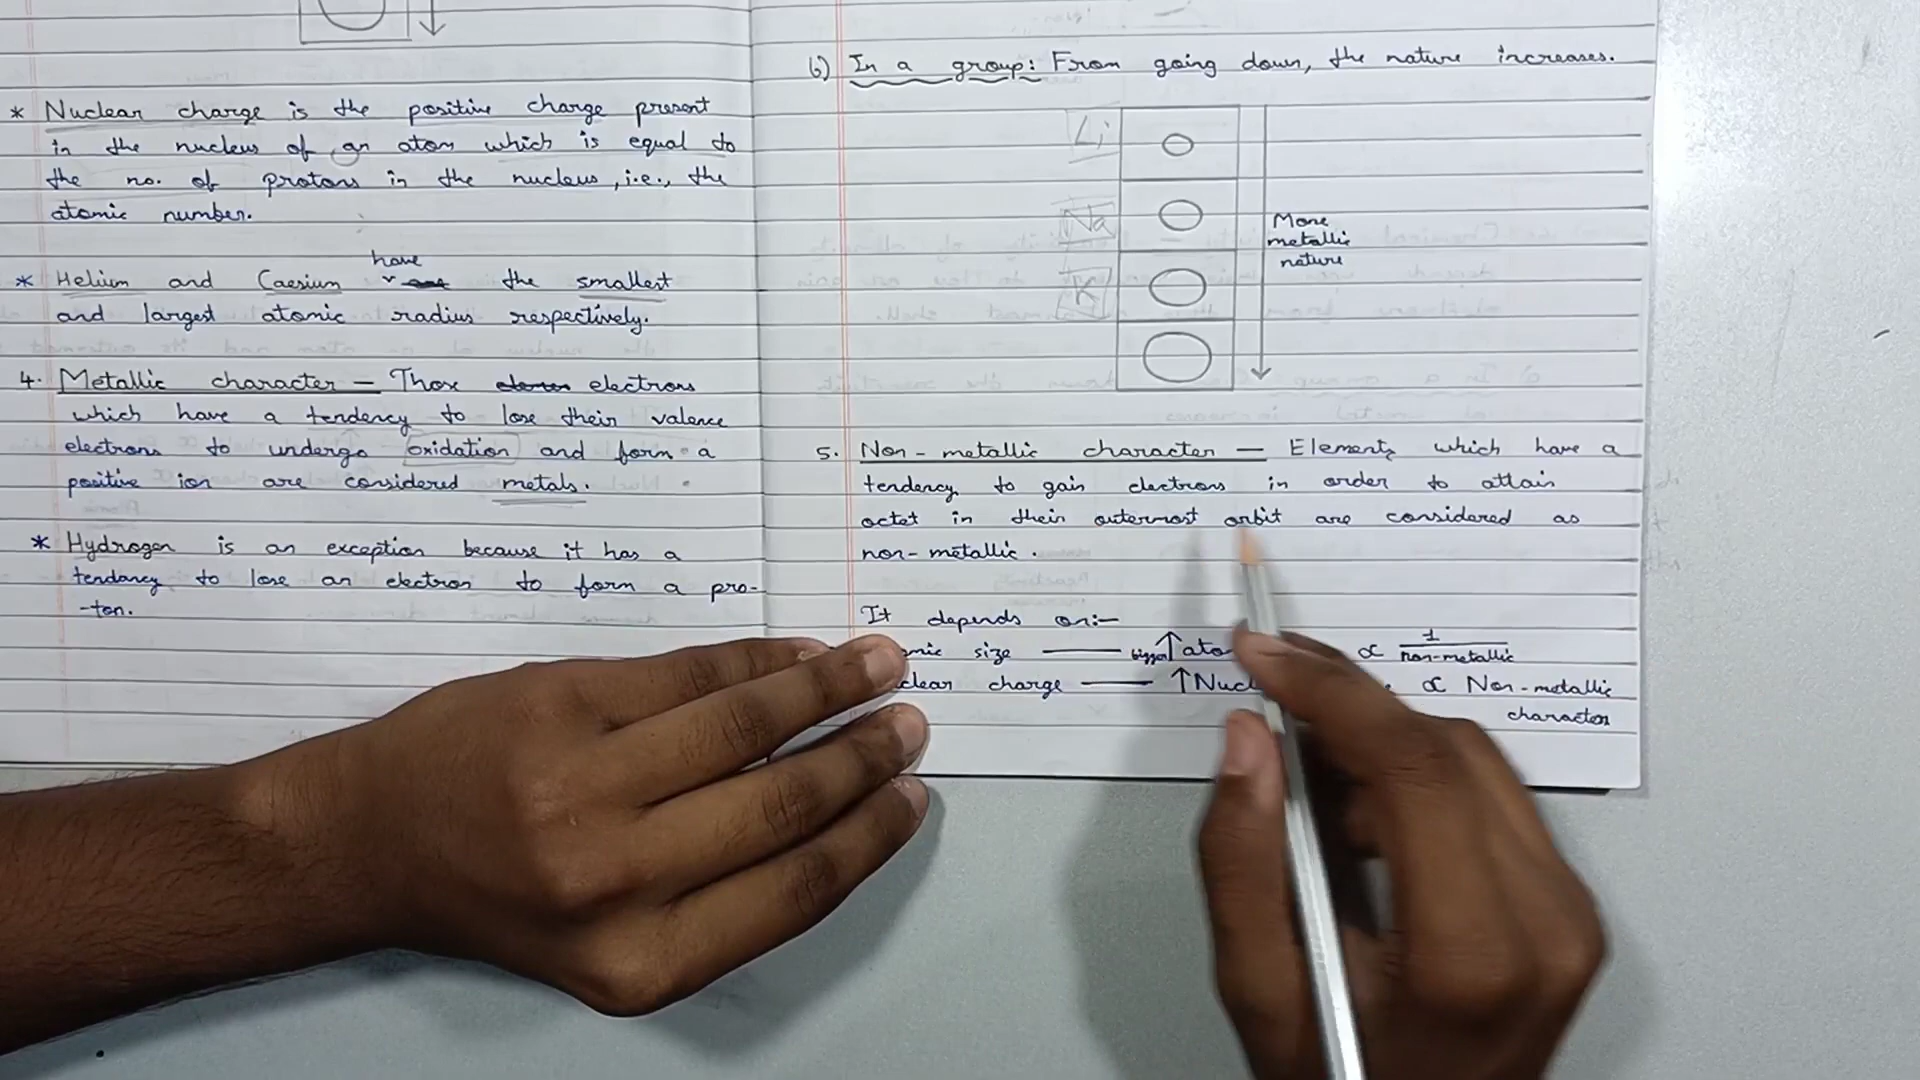 * Nuclear charge is the positive charge present
in the nucleus of an atom which is equal to
the no. of protons in the nucleus, i.e., the
atomic number.
have
* Helium and Caesium the smallest
and largest atomic radius respectively.
4. Metallic character — Those electrons
which have a tendency to lose their valence
electrons to undergo oxidation and form a
positive ion are considered metals.
* Hydrogen is an exception because it has a
tendancy to lose an electron to form a pro-
-ton.
b) In a group: From going down, the nature increases.
Li
Na
K
More
metallic
nature
5. Non-metallic character — Elements which have a
tendency to gain electrons in order to attain
octet in their outermost orbit are considered as
non-metallic.
It depends on:—
size — bigger ↑ ∝ 1/non-metallic
charge — ↑ ∝ Non-metallic
character